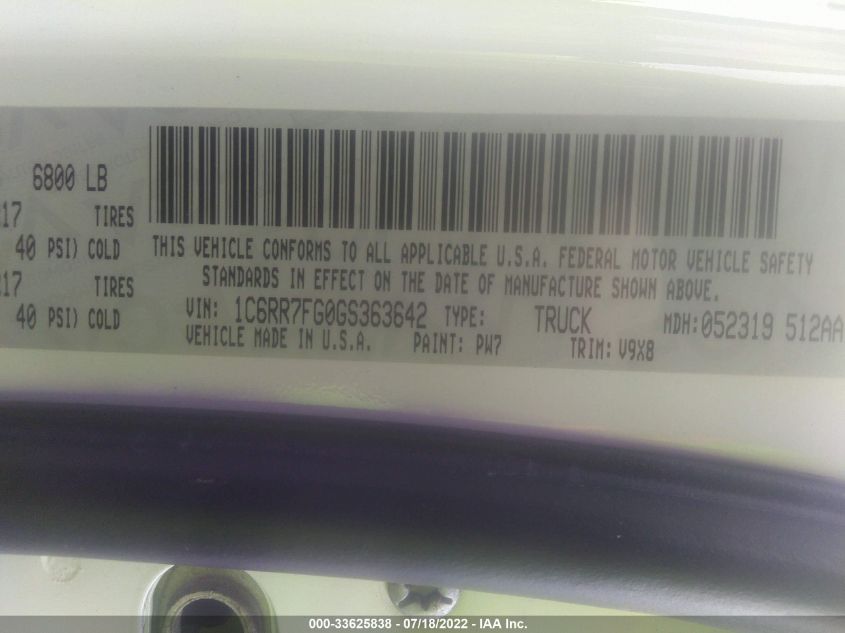 6800 LB
17 TIRES
40 PSI) COLD
17 TIRES
40 PSI) COLD
THIS VEHICLE CONFORMS TO ALL APPLICABLE U.S.A. FEDERAL MOTOR VEHICLE SAFETY
STANDARDS IN EFFECT ON THE DATE OF MANUFACTURE SHOWN ABOVE.
VIN: 1C6RR7FG0GS363642 TYPE: TRUCK MDH:052319 512AA
VEHICLE MADE IN U.S.A. PAINT: PW7 TRIM: V9X8
000-33625838 - 07/18/2022 - IAA Inc.